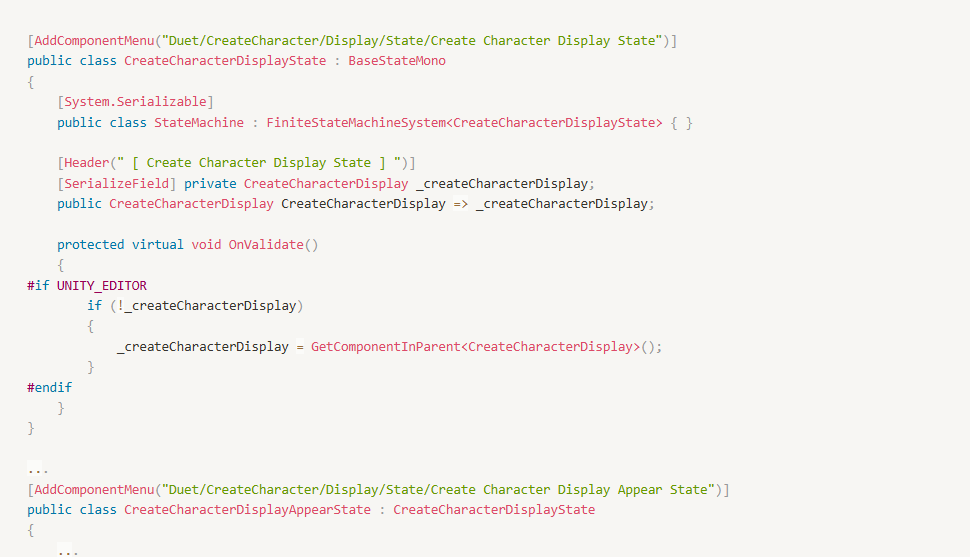 [AddComponentMenu("Duet/CreateCharacter/Display/State/Create Character Display State")]
public class CreateCharacterDisplayState : BaseStateMono
{
    [System.Serializable]
    public class StateMachine : FiniteStateMachineSystem<CreateCharacterDisplayState> { }

    [Header(" [ Create Character Display State ] ")]
    [SerializeField] private CreateCharacterDisplay _createCharacterDisplay;
    public CreateCharacterDisplay CreateCharacterDisplay => _createCharacterDisplay;

    protected virtual void OnValidate()
    {
#if UNITY_EDITOR
        if (!_createCharacterDisplay)
        {
            _createCharacterDisplay = GetComponentInParent<CreateCharacterDisplay>();
        }
#endif
    }
}

...
[AddComponentMenu("Duet/CreateCharacter/Display/State/Create Character Display Appear State")]
public class CreateCharacterDisplayAppearState : CreateCharacterDisplayState
{
    ...